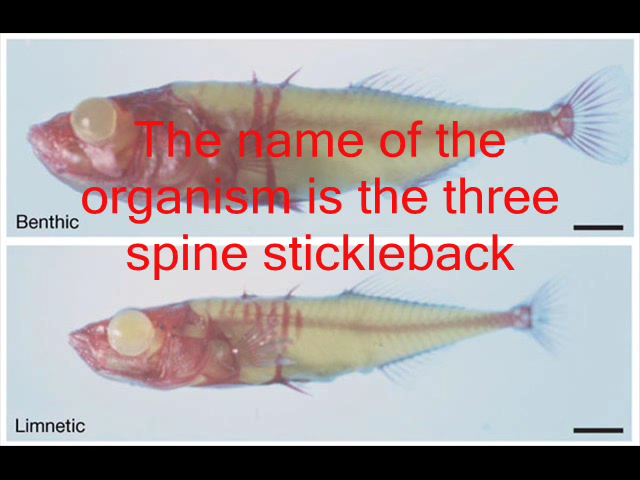 The name of the
organism is the three
Benthic
spine stickleback
Limnetic